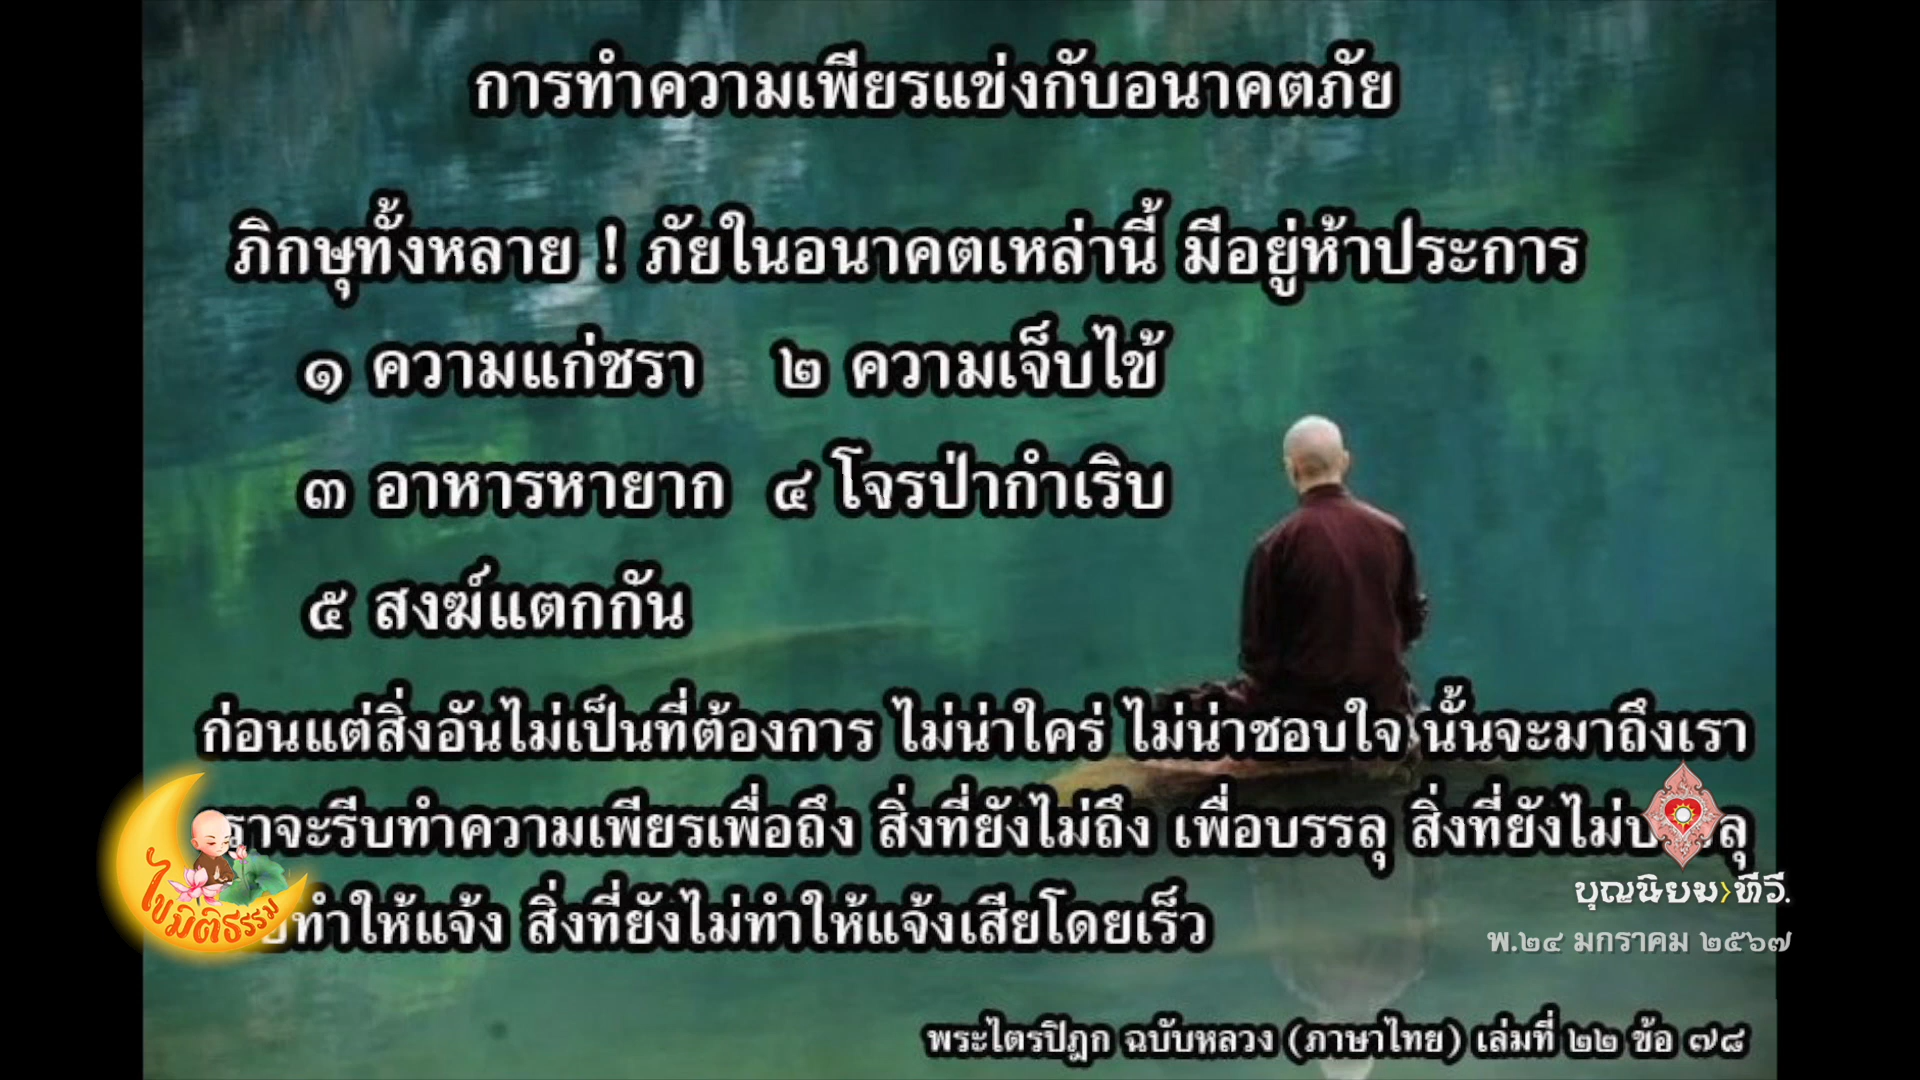 การทำความเพียรแข่งกับอนาคตภัย
ภิกษุทั้งหลาย ! ภัยในอนาคตเหล่านี้ มีอยู่ห้าประการ
๑ ความแก่ชรา ๒ ความเจ็บไข้
๓ อาหารหายาก ๔ โจรป่ากำเริบ
๕ สงฆ์แตกกัน
ก่อนแต่สิ่งอันไม่เป็นที่ต้องการ ไม่น่าใคร่ ไม่น่าชอบใจ นั้นจะมาถึงเรา
ราจะรีบทำความเพียรเพื่อถึง สิ่งที่ยังไม่ถึง เพื่อบรรลุ สิ่งที่ยังไม่
ทำให้แจ้ง สิ่งที่ยังไม่ทำให้แจ้งเสียโดยเร็ว
ไขมิติธรรม
บุญนิยมทีวี.
พ.๒๔ มกราคม ๒๕๖๗
พระไตรปิฎก ฉบับหลวง (ภาษาไทย) เล่มที่ ๒๒ ข้อ ๗๘